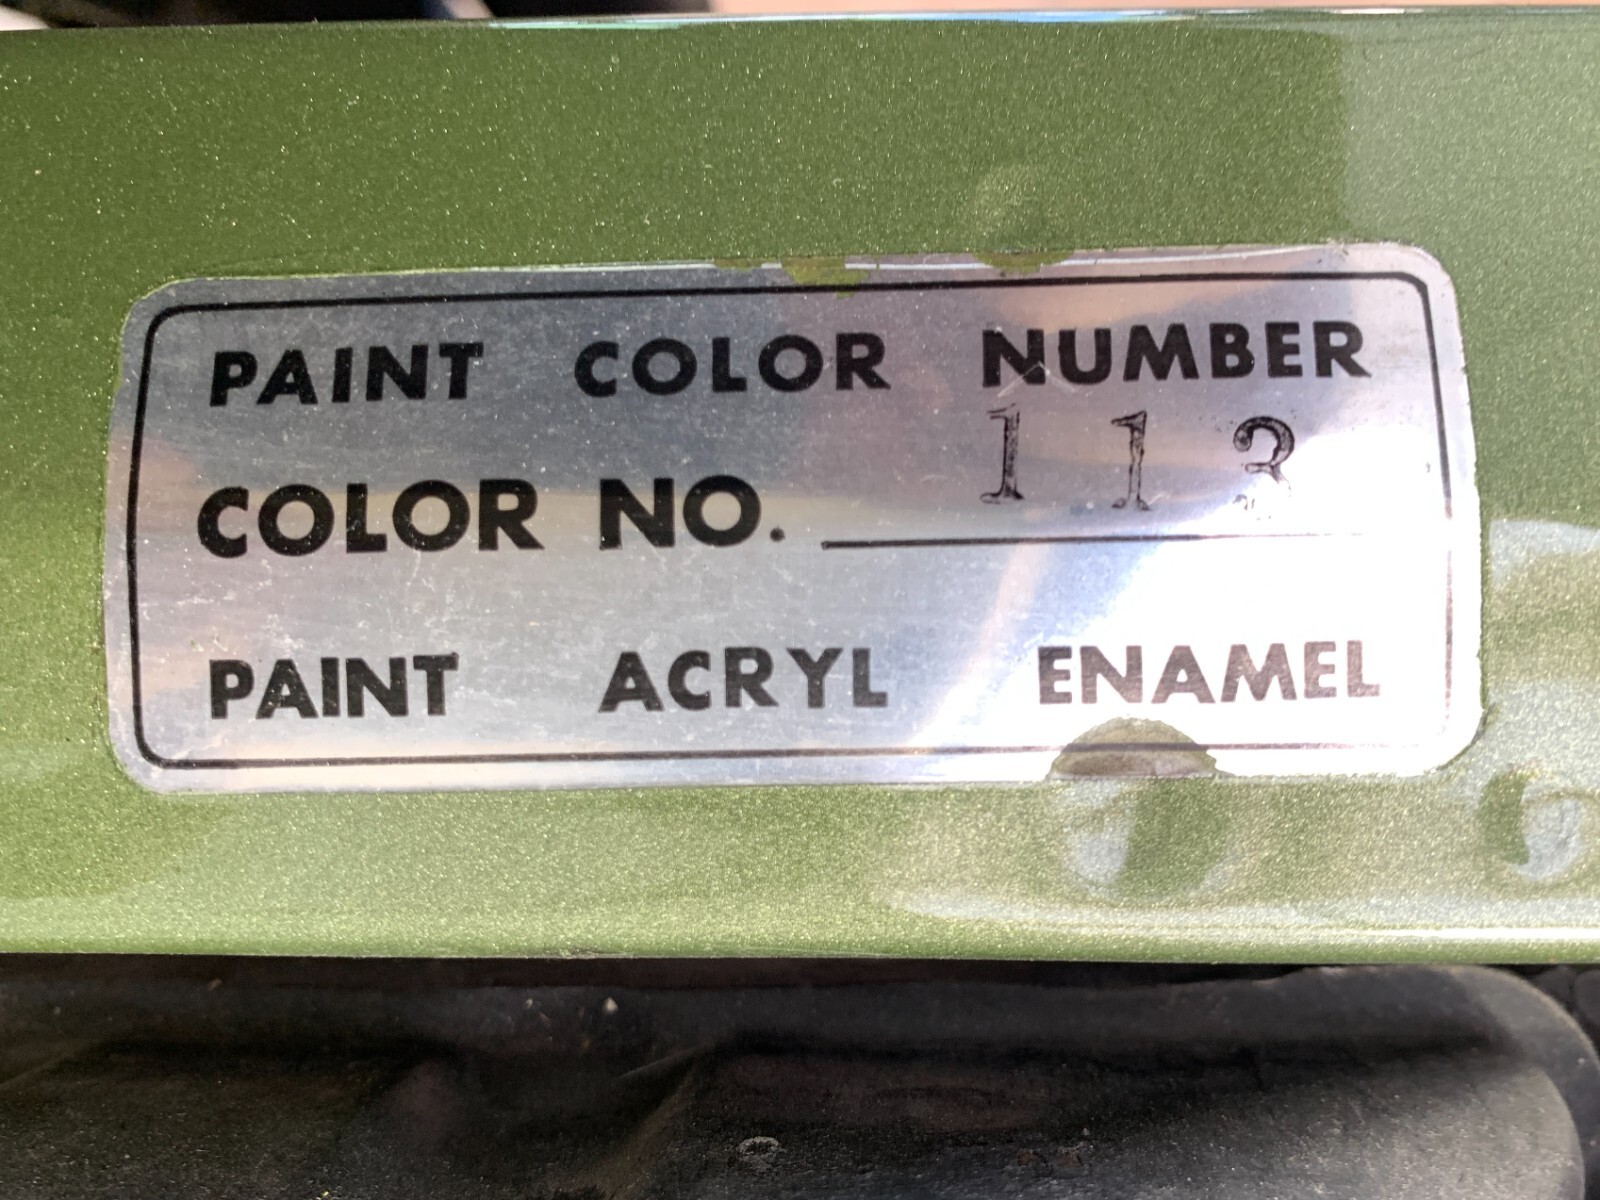 PAINT COLOR NUMBER
COLOR NO. 113
PAINT ACRYL ENAMEL